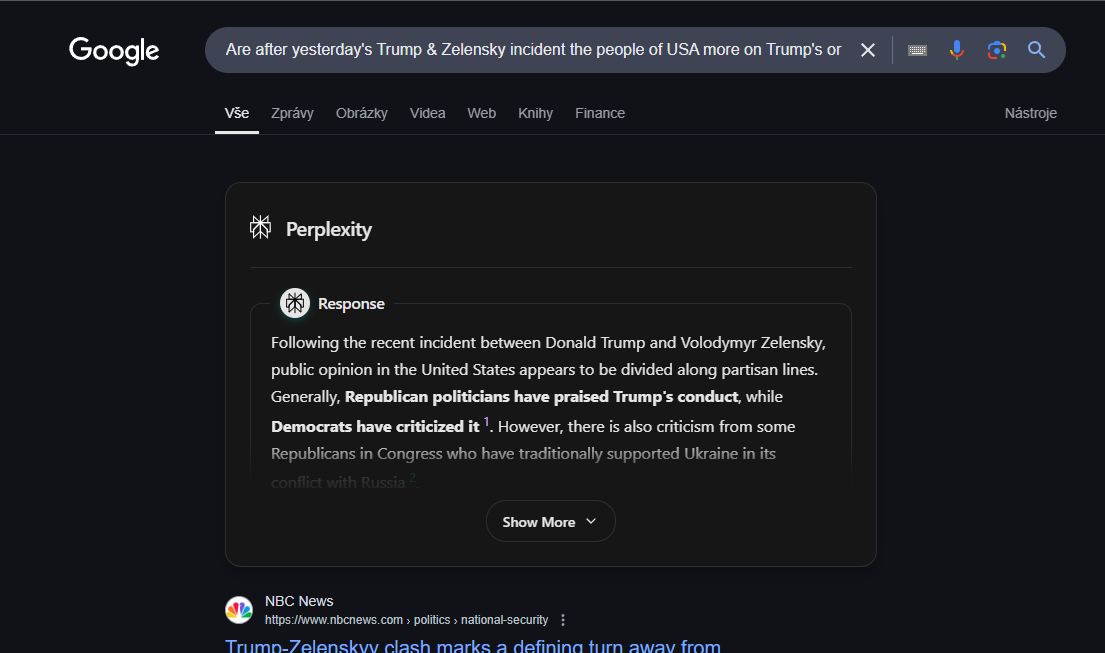 Google
Are after yesterday's Trump & Zelensky incident the people of USA more on Trump's or
Vše Zprávy Obrázky Videa Web Knihy Finance Nástroje
Perplexity
Response
Following the recent incident between Donald Trump and Volodymyr Zelensky,
public opinion in the United States appears to be divided along partisan lines.
Generally, Republican politicians have praised Trump's conduct, while
Democrats have criticized it 1. However, there is also criticism from some
Republicans in Congress who have traditionally supported Ukraine in its
conflict with Russia 2.
Show More
NBC News
https://www.nbcnews.com › politics › national-security
Trump-Zelenskyy clash marks a defining turn away from